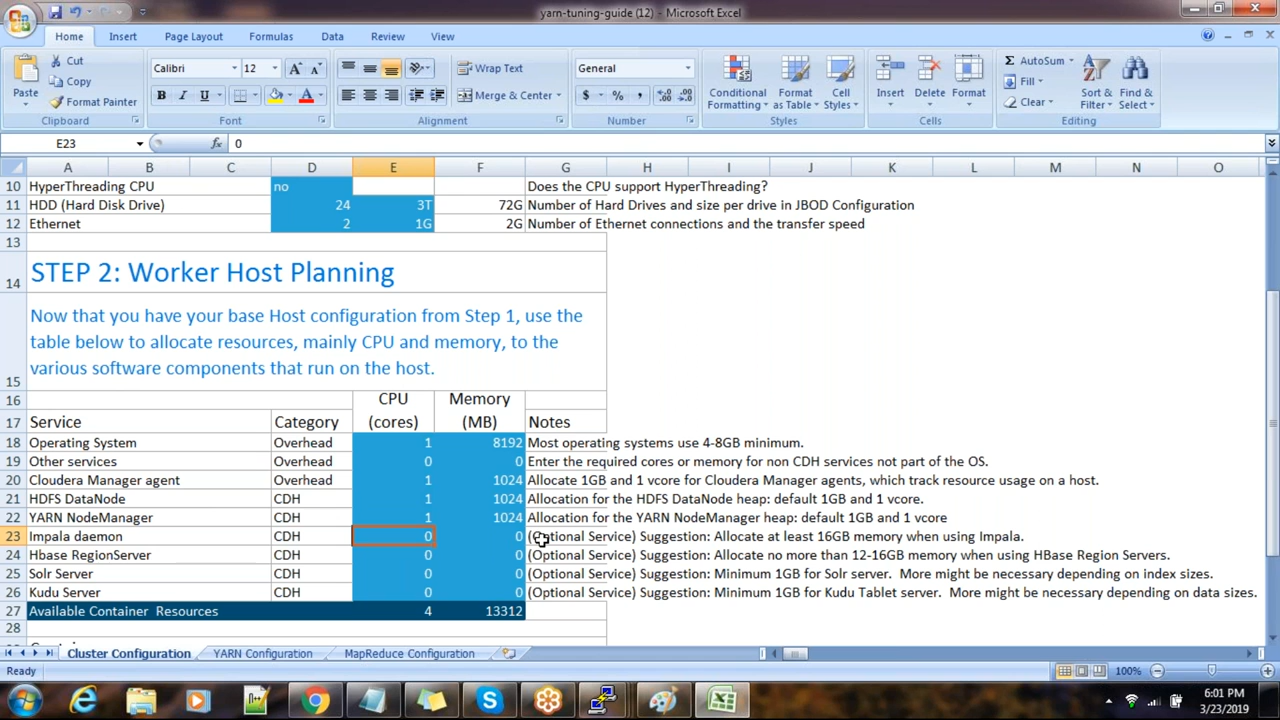 yarn-tuning-guide (12) - Microsoft Excel
Home Insert Page Layout Formulas Data Review View
Paste Cut Copy Format Painter Clipboard
Calibri 12 B I U Font
Wrap Text Merge & Center Alignment
General $ % , Number
Conditional Formatting Format as Table Cell Styles Styles
Insert Delete Format Cells
AutoSum Fill Clear Sort & Filter Find & Select Editing
E23 fx 0
A B C D E F G H I J K L M N O
10 HyperThreading CPU no Does the CPU support HyperThreading?
11 HDD (Hard Disk Drive) 24 3T 72G Number of Hard Drives and size per drive in JBOD Configuration
12 Ethernet 2 1G 2G Number of Ethernet connections and the transfer speed
13
14 STEP 2: Worker Host Planning
Now that you have your base Host configuration from Step 1, use the
table below to allocate resources, mainly CPU and memory, to the
15 various software components that run on the host.
16 CPU Memory
17 Service Category (cores) (MB) Notes
18 Operating System Overhead 1 8192 Most operating systems use 4-8GB minimum.
19 Other services Overhead 0 0 Enter the required cores or memory for non CDH services not part of the OS.
20 Cloudera Manager agent Overhead 1 1024 Allocate 1GB and 1 vcore for Cloudera Manager agents, which track resource usage on a host.
21 HDFS DataNode CDH 1 1024 Allocation for the HDFS DataNode heap: default 1GB and 1 vcore.
22 YARN NodeManager CDH 1 1024 Allocation for the YARN NodeManager heap: default 1GB and 1 vcore
23 Impala daemon CDH 0 0 (Optional Service) Suggestion: Allocate at least 16GB memory when using Impala.
24 Hbase RegionServer CDH 0 0 (Optional Service) Suggestion: Allocate no more than 12-16GB memory when using HBase Region Servers.
25 Solr Server CDH 0 0 (Optional Service) Suggestion: Minimum 1GB for Solr server. More might be necessary depending on index sizes.
26 Kudu Server CDH 0 0 (Optional Service) Suggestion: Minimum 1GB for Kudu Tablet server. More might be necessary depending on data sizes.
27 Available Container Resources 4 13312
28
Cluster Configuration YARN Configuration MapReduce Configuration
Ready 100%
6:01 PM
3/23/2019